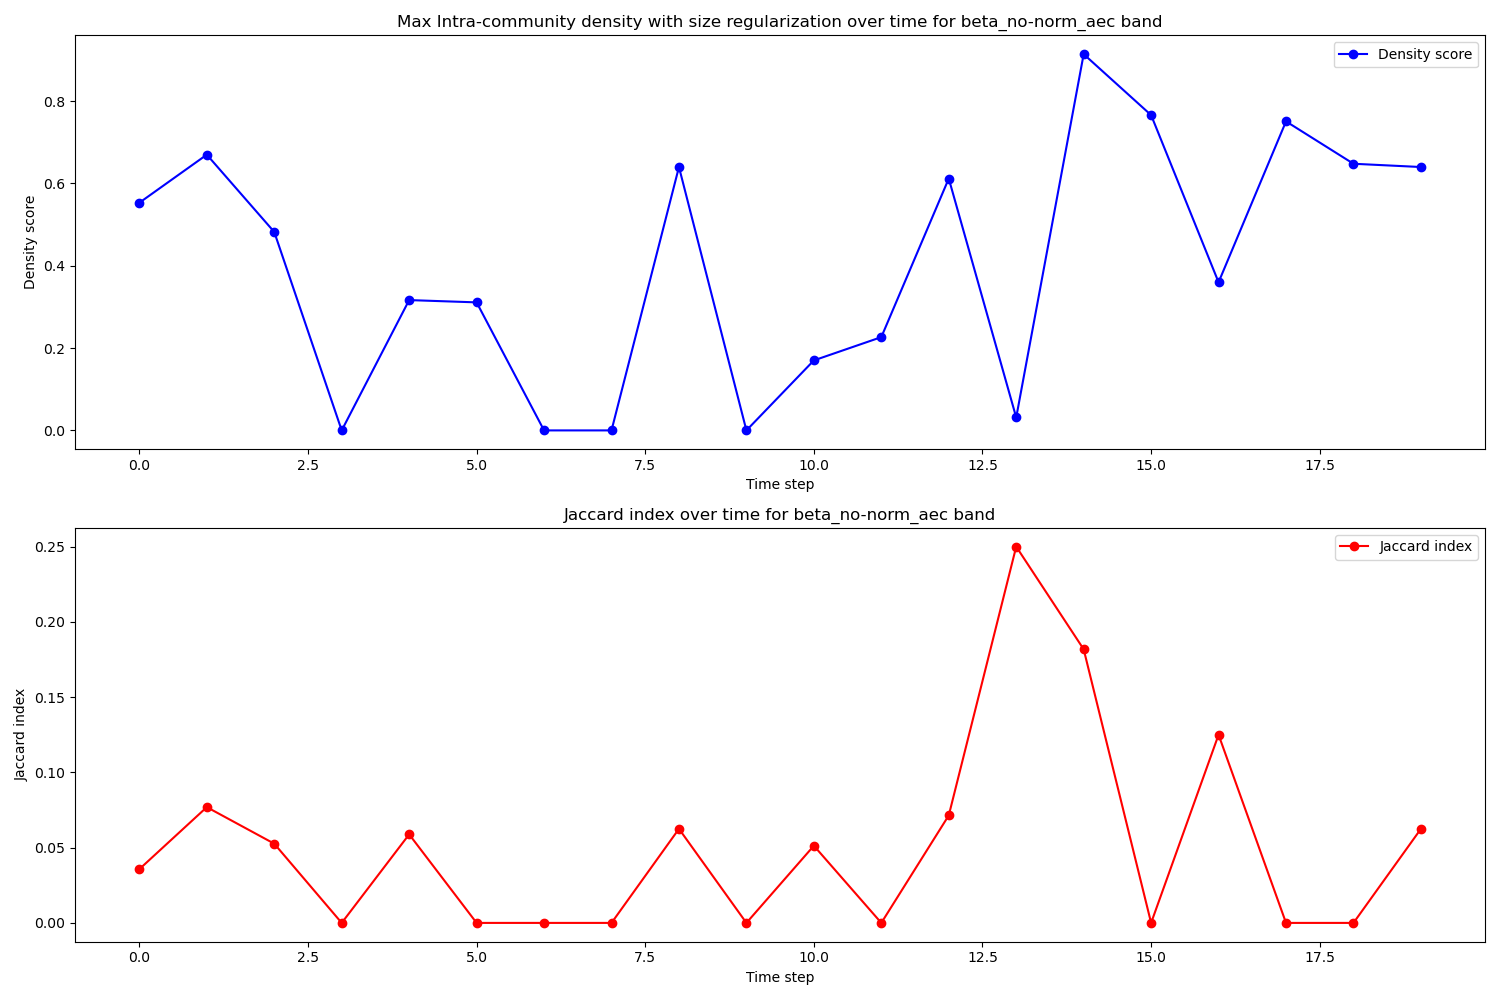 Max Intra-community density with size regularization over time for beta_no-norm_aec band
Density score
Density score
0.8
0.6
0.4
0.2
0.0
0.0 2.5 5.0 7.5 10.0 12.5 15.0 17.5
Time step
Jaccard index over time for beta_no-norm_aec band
Jaccard index
Jaccard index
0.25
0.20
0.15
0.10
0.05
0.00
0.0 2.5 5.0 7.5 10.0 12.5 15.0 17.5
Time step